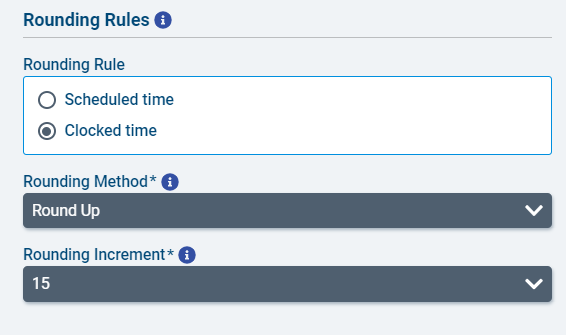 Rounding Rules
Rounding Rule
Scheduled time
Clocked time
Rounding Method*
Round Up
Rounding Increment*
15